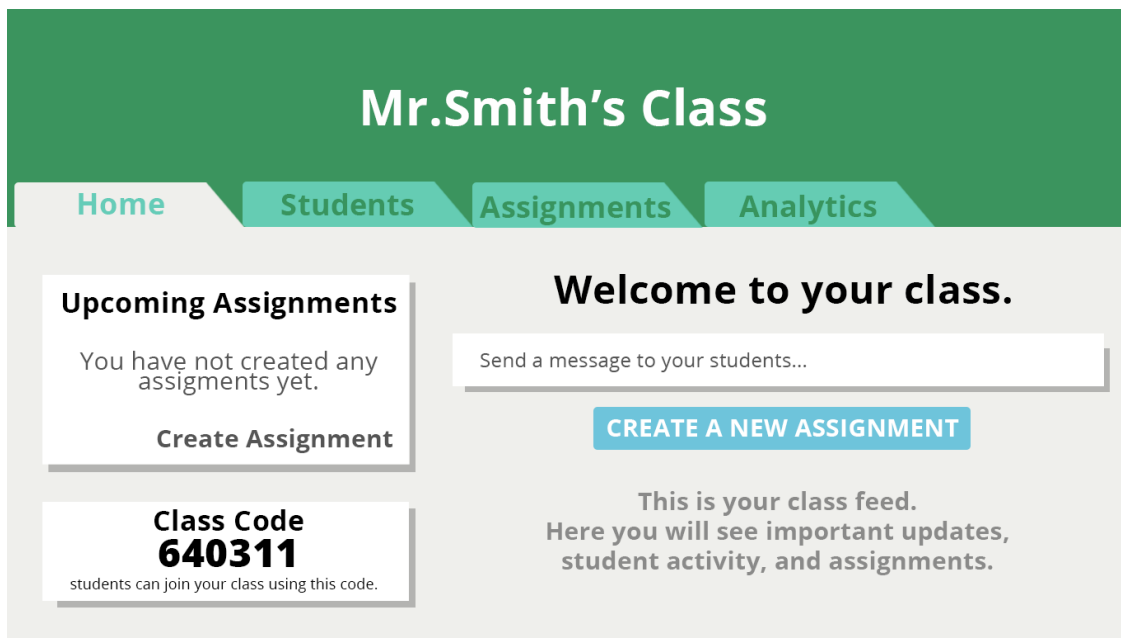 Mr.Smith’s Class
Home
Students
Assignments
Analytics
Upcoming Assignments
You have not created any
assigments yet.
Create Assignment
Class Code
640311
students can join your class using this code.
Welcome to your class.
Send a message to your students...
CREATE A NEW ASSIGNMENT
This is your class feed.
Here you will see important updates,
student activity, and assignments.